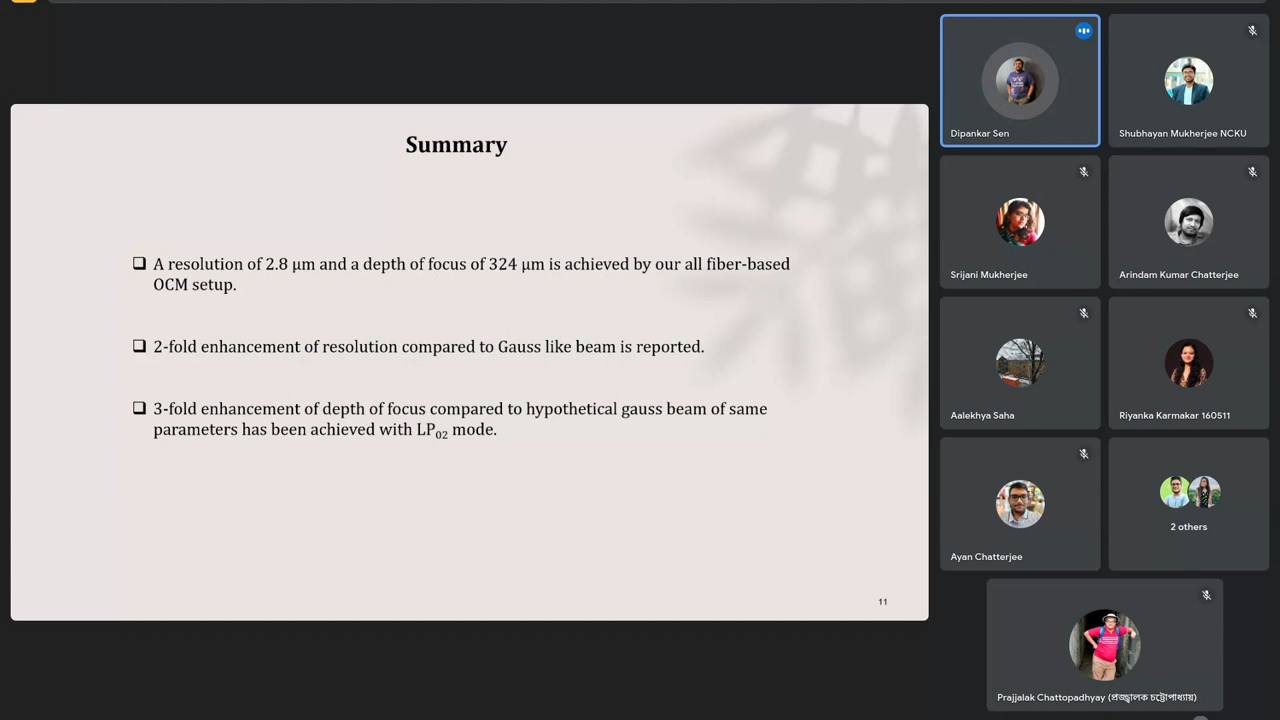 Summary
❑ A resolution of 2.8 µm and a depth of focus of 324 µm is achieved by our all fiber-based
OCM setup.
❑ 2-fold enhancement of resolution compared to Gauss like beam is reported.
❑ 3-fold enhancement of depth of focus compared to hypothetical gauss beam of same
parameters has been achieved with LP02 mode.
11
Dipankar Sen
Shubhayan Mukherjee NCKU
Srijani Mukherjee
Arindam Kumar Chatterjee
Aalekhya Saha
Riyanka Karmakar 160511
Ayan Chatterjee
2 others
Prajjalak Chattopadhyay (প্রজ্জ্বালক চট্টোপাধ্যায়)